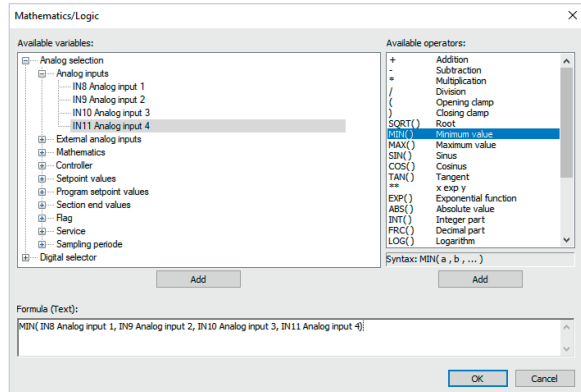 Mathematics/Logic
Available variables:
Analog selection
Analog inputs
IN8 Analog input 1
IN9 Analog input 2
IN10 Analog input 3
IN11 Analog input 4
External analog inputs
Mathematics
Controller
Setpoint values
Program setpoint values
Section end values
Flag
Service
Sampling periode
Digital selector
Add
Available operators:
+ Addition
- Subtraction
* Multiplication
/ Division
( Opening clamp
) Closing clamp
SQRT() Root
MIN() Minimum value
MAX() Maximum value
SIN() Sinus
COS() Cosinus
TAN() Tangent
** x exp y
EXP() Exponential function
ABS() Absolute value
INT() Integer part
FRC() Decimal part
LOG() Logarithm
Syntax: MIN( a , b , ... )
Add
Formula (Text):
MIN( IN8 Analog input 1, IN9 Analog input 2, IN10 Analog input 3, IN11 Analog input 4)
OK Cancel